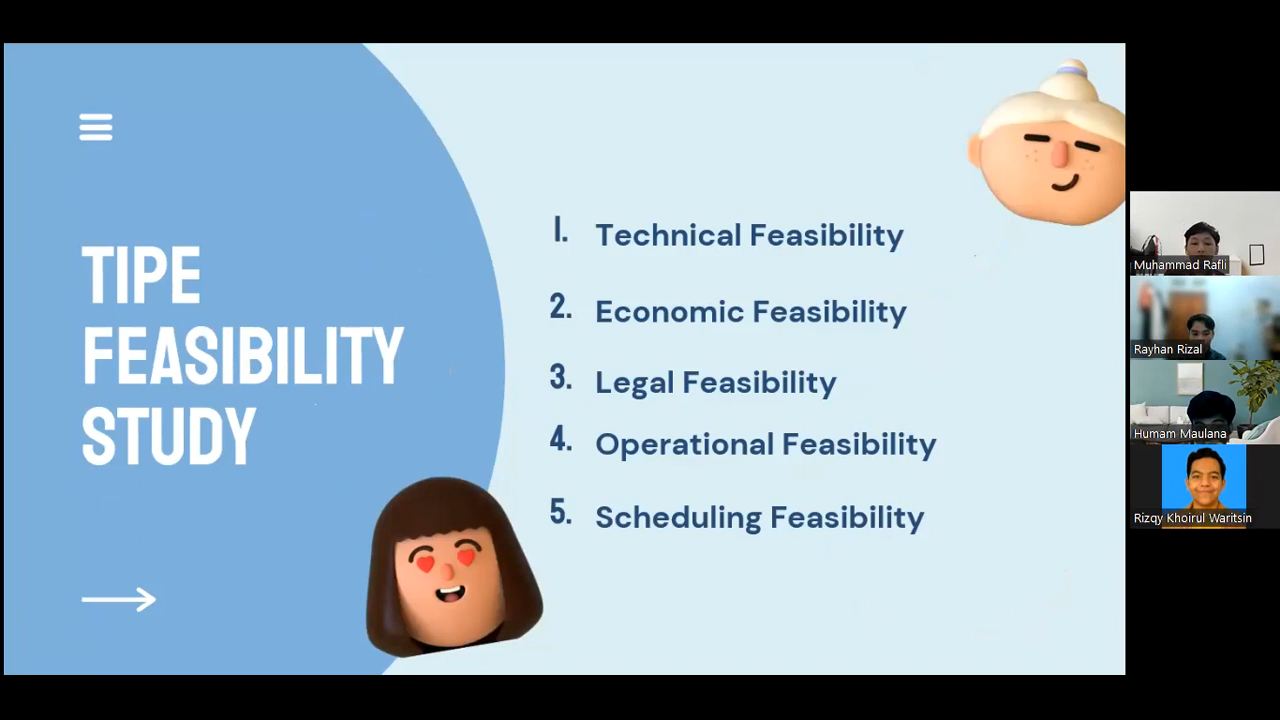 TIPE
FEASIBILITY
STUDY
1. Technical Feasibility
2. Economic Feasibility
3. Legal Feasibility
4. Operational Feasibility
5. Scheduling Feasibility
Muhammad Rafli
Rayhan Rizal
Humam Maulana
Rizqy Khoirul Waritsin